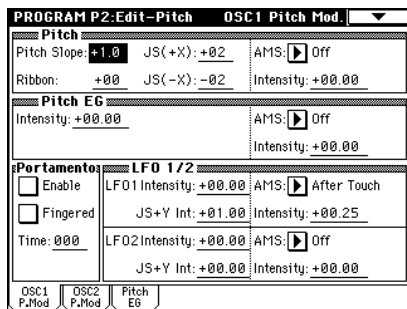 PROGRAM P2:Edit-Pitch OSC1 Pitch Mod.
Pitch
Pitch Slope: +1.0 JS(+X): +02 AMS: Off
Ribbon: +00 JS(-X): -02 Intensity: +00.00
Pitch EG
Intensity: +00.00 AMS: Off
Intensity: +00.00
Portamento LFO 1/2
Enable LFO1 Intensity: +00.00 AMS: After Touch
Fingered JS+Y Int: +01.00 Intensity: +00.25
Time: 000 LFO2 Intensity: +00.00 AMS: Off
JS+Y Int: +00.00 Intensity: +00.00
OSC1 P.Mod OSC2 P.Mod Pitch EG